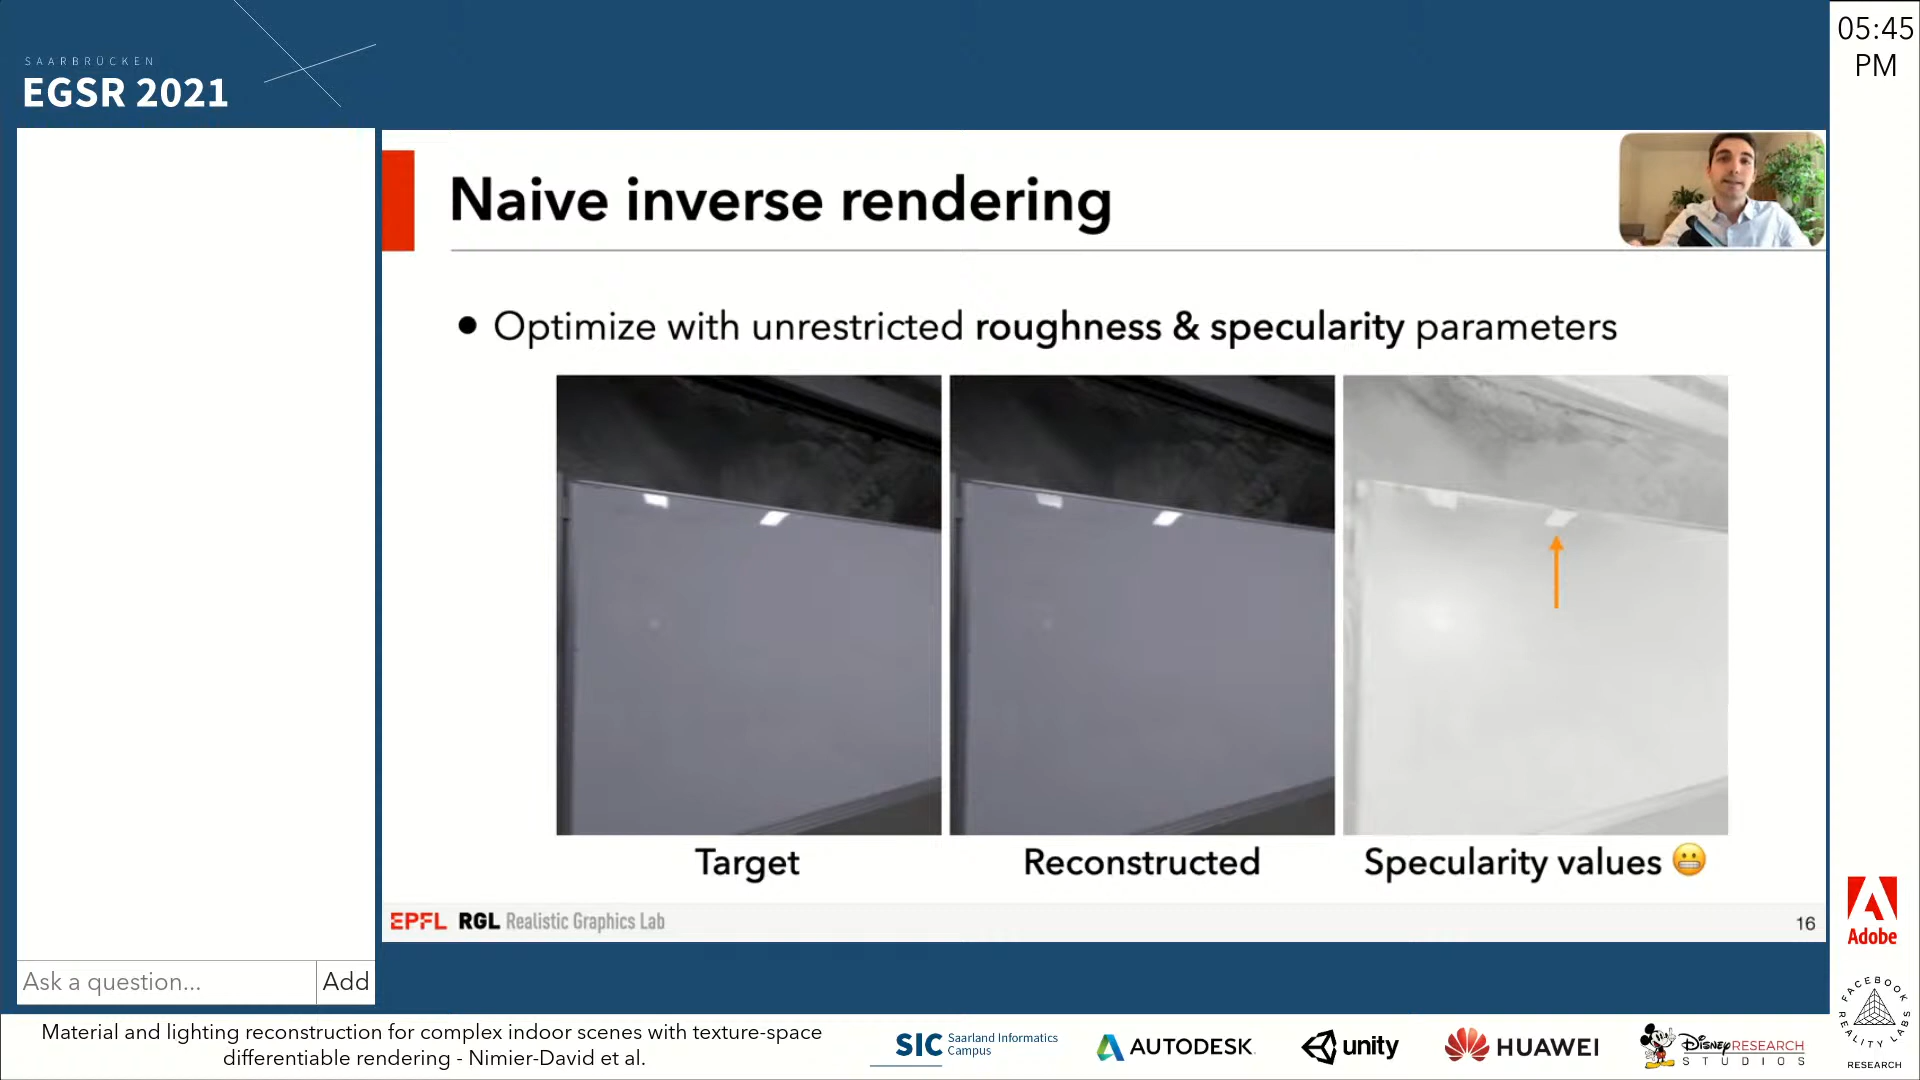 SAARBRÜCKEN
EGSR 2021
05:45
PM
Naive inverse rendering
● Optimize with unrestricted roughness & specularity parameters
Target
Reconstructed
Specularity values 😬
EPFL RGL Realistic Graphics Lab
16
Ask a question...
Add
Material and lighting reconstruction for complex indoor scenes with texture-space
differentiable rendering - Nimier-David et al.
SIC Saarland Informatics
Campus
AUTODESK
unity
HUAWEI
Disney RESEARCH
STUDIOS
Adobe
FACEBOOK
REALITY LABS
RESEARCH